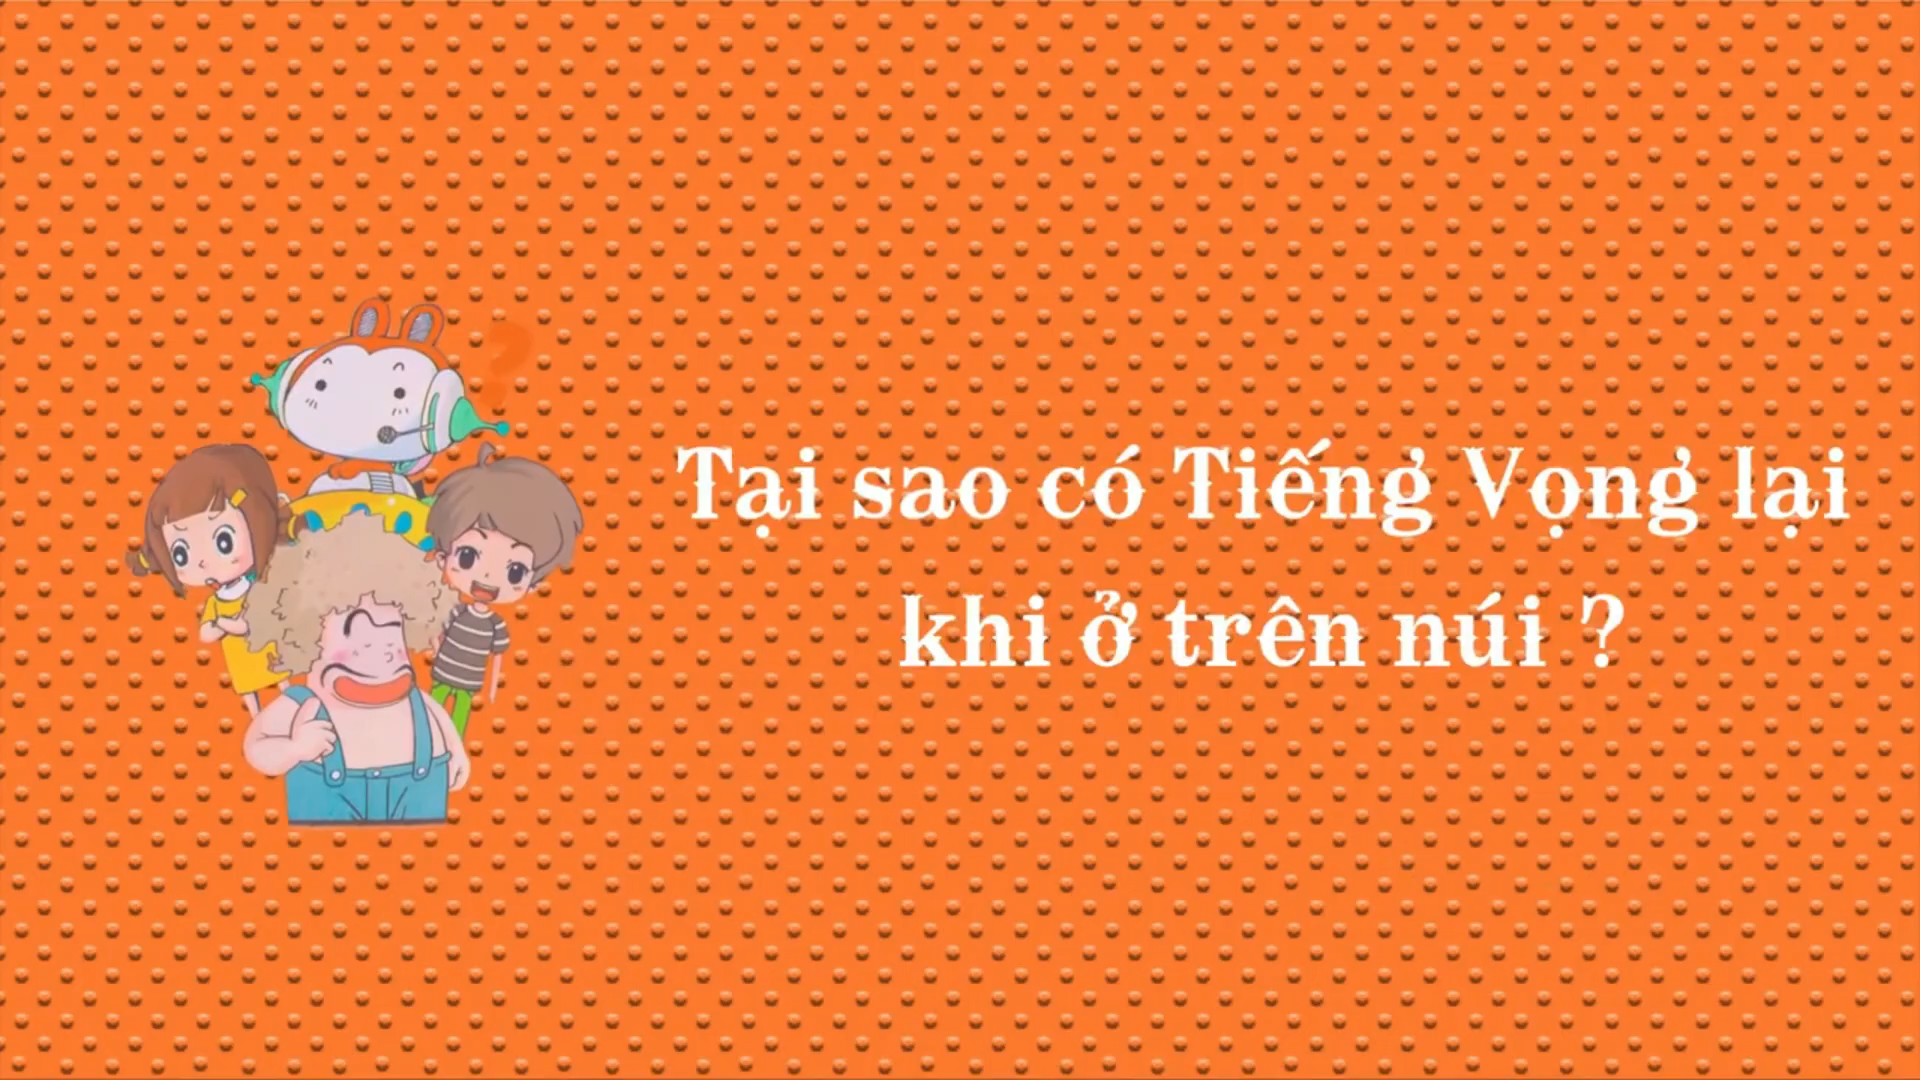 Tại sao có Tiếng Vọng lại
khi ở trên núi ?